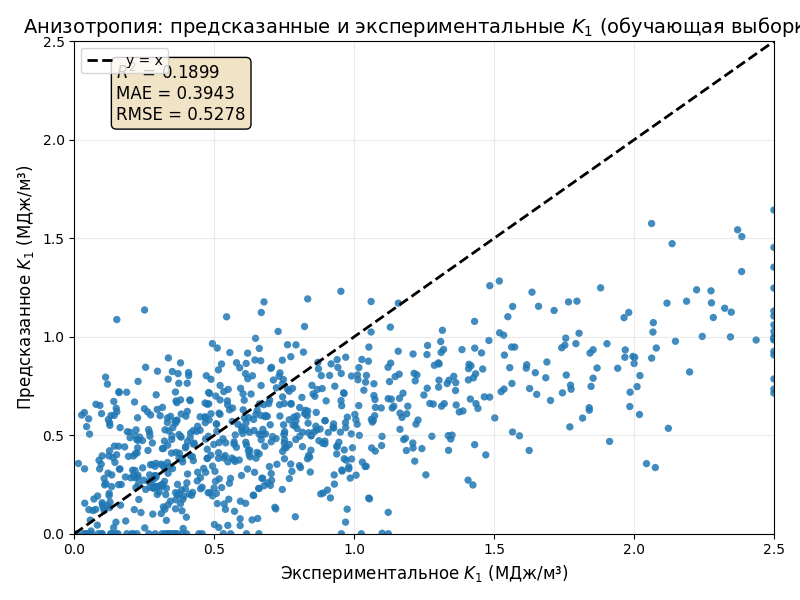 Анизотропия: предсказанные и экспериментальные K₁ (обучающая выборк
y = x
R² = 0.1899
MAE = 0.3943
RMSE = 0.5278
2.5
2.0
1.5
1.0
0.5
0.0
Предсказанное K₁ (МДж/м³)
0.0 0.5 1.0 1.5 2.0 2.5
Экспериментальное K₁ (МДж/м³)